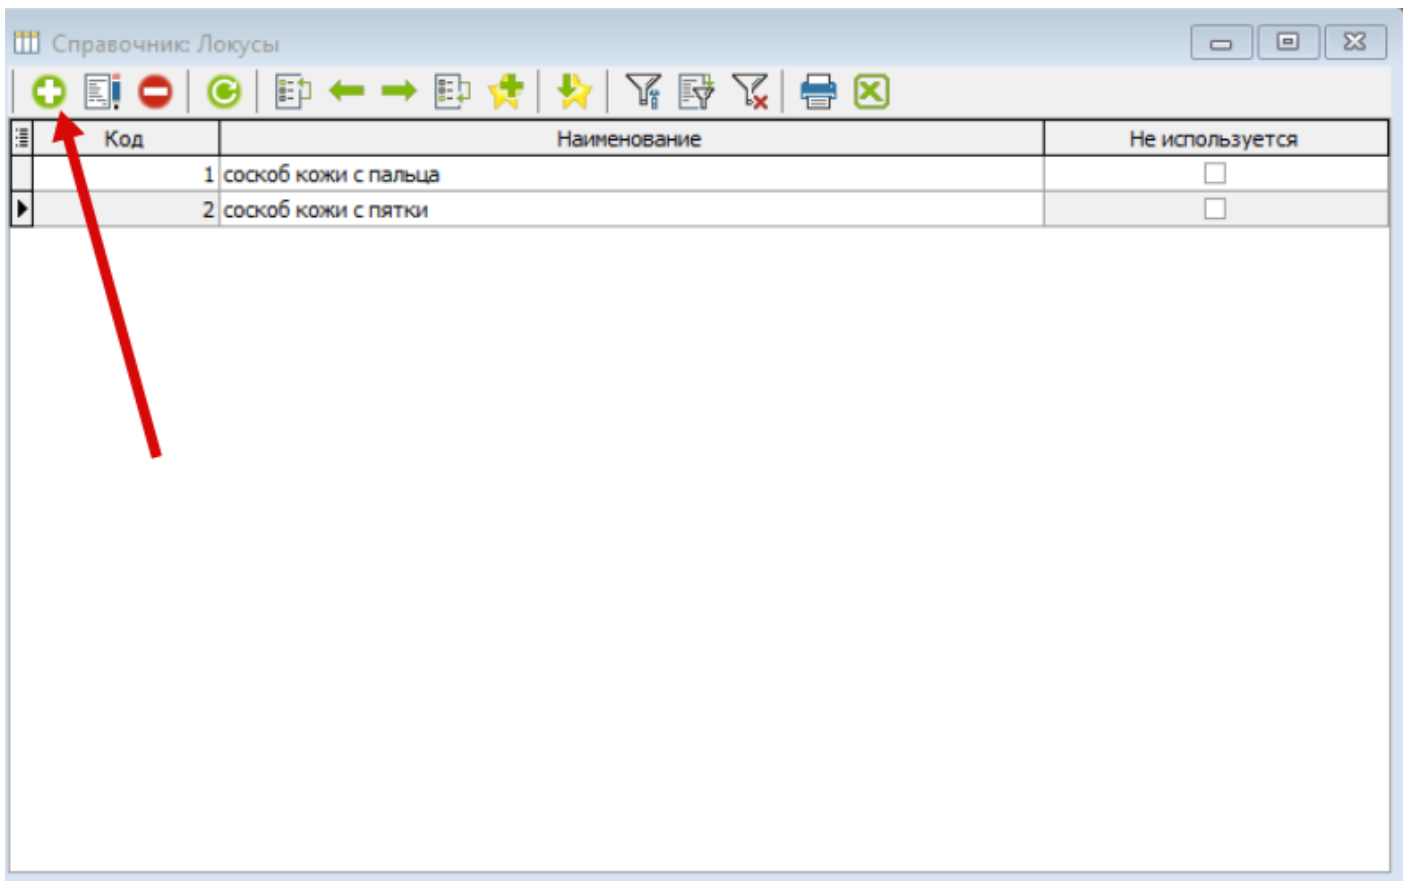 Справочник: Локусы
Код Наименование Не используется
1 соскоб кожи с пальца
2 соскоб кожи с пятки